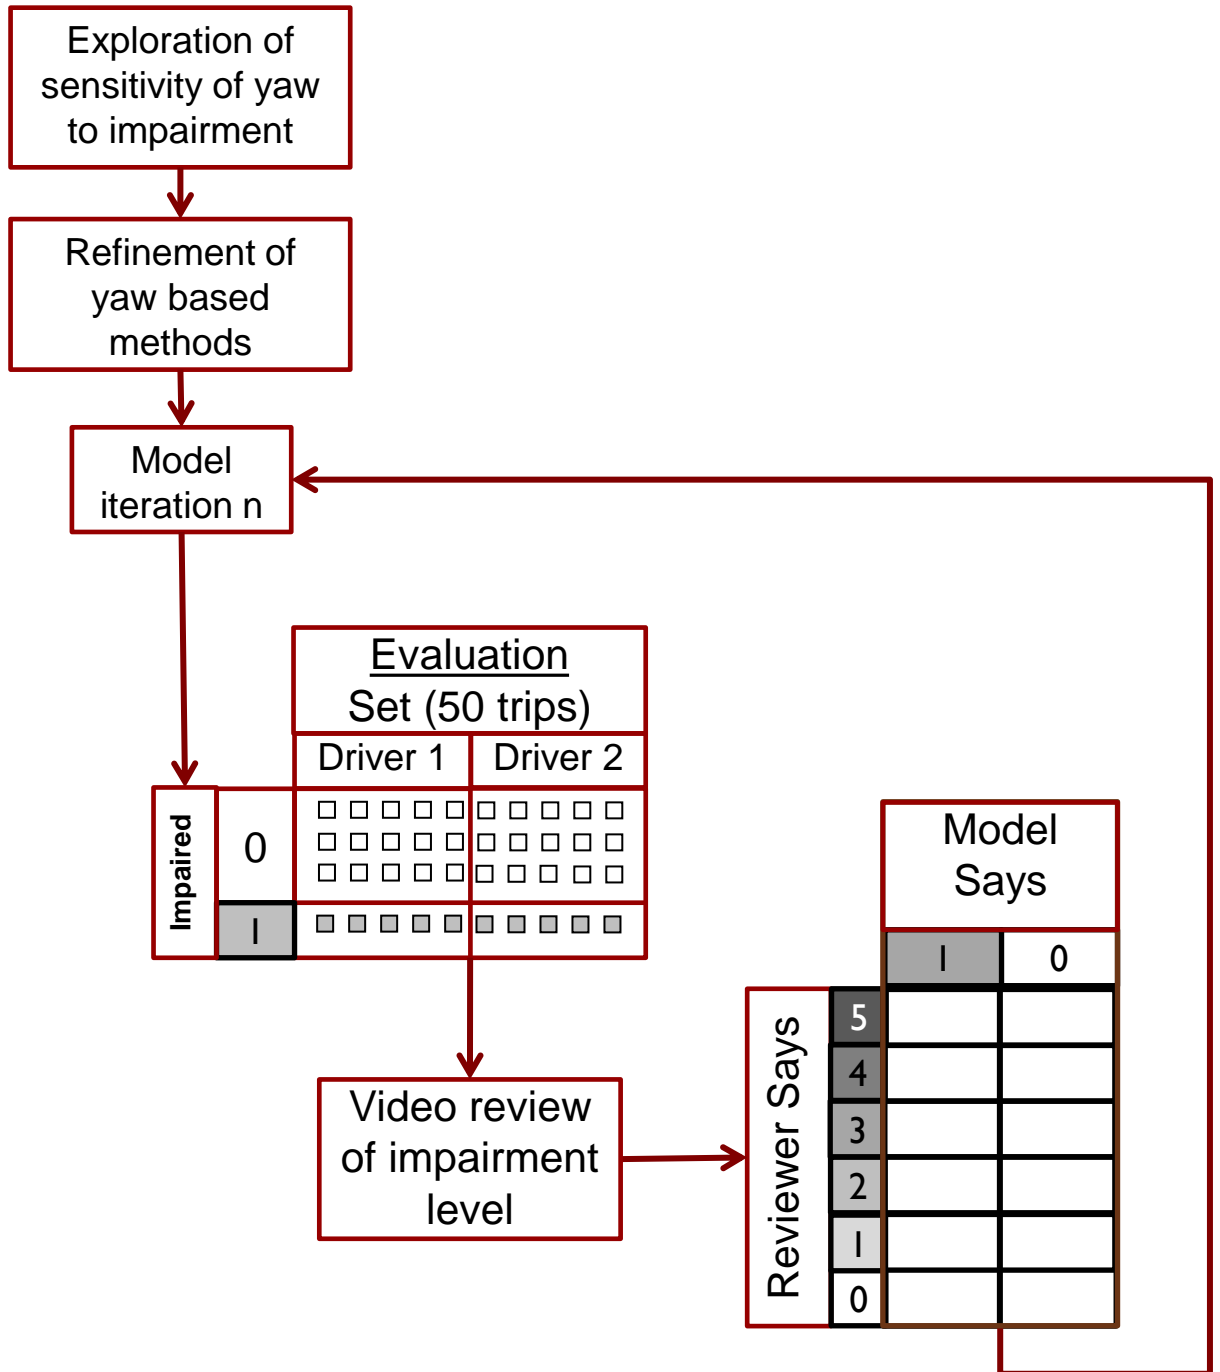 Exploration of
sensitivity of yaw
to impairment
Refinement of
yaw based
methods
Model
iteration n
Evaluation
Set (50 trips)
Driver 1
Driver 2
Impaired
0
1
Video review
of impairment
level
Model
Says
1
0
Reviewer Says
5
4
3
2
1
0